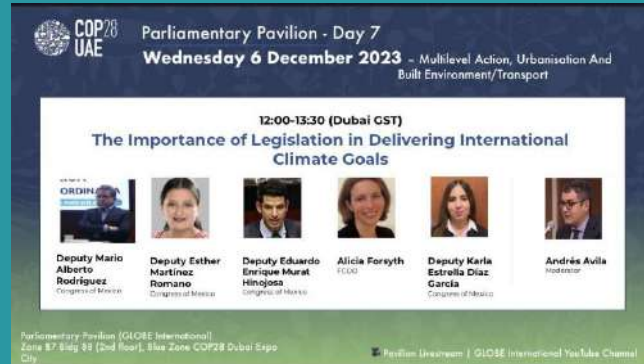 COP28
UAE
Parliamentary Pavilion - Day 7
Wednesday 6 December 2023 – Multilevel Action, Urbanisation And
Built Environment/Transport
12:00-13:30 (Dubai GST)
The Importance of Legislation in Delivering International
Climate Goals
ORDINARIA
Deputy Mario
Alberto
Rodriguez
Congress of Mexico
Deputy Esther
Martínez
Romano
Congress of Mexico
Deputy Eduardo
Enrique Murat
Hinojosa
Congress of Mexico
Alicia Forsyth
FCDO
Deputy Karla
Estrella Díaz
García
Congress of Mexico
Andrés Avila
Moderator
Parliamentary Pavilion (GLOBE International)
Zone B7 Bldg 88 (2nd floor), Blue Zone COP28 Dubai Expo
City
Pavilion Livestream | GLOBE International YouTube Channel